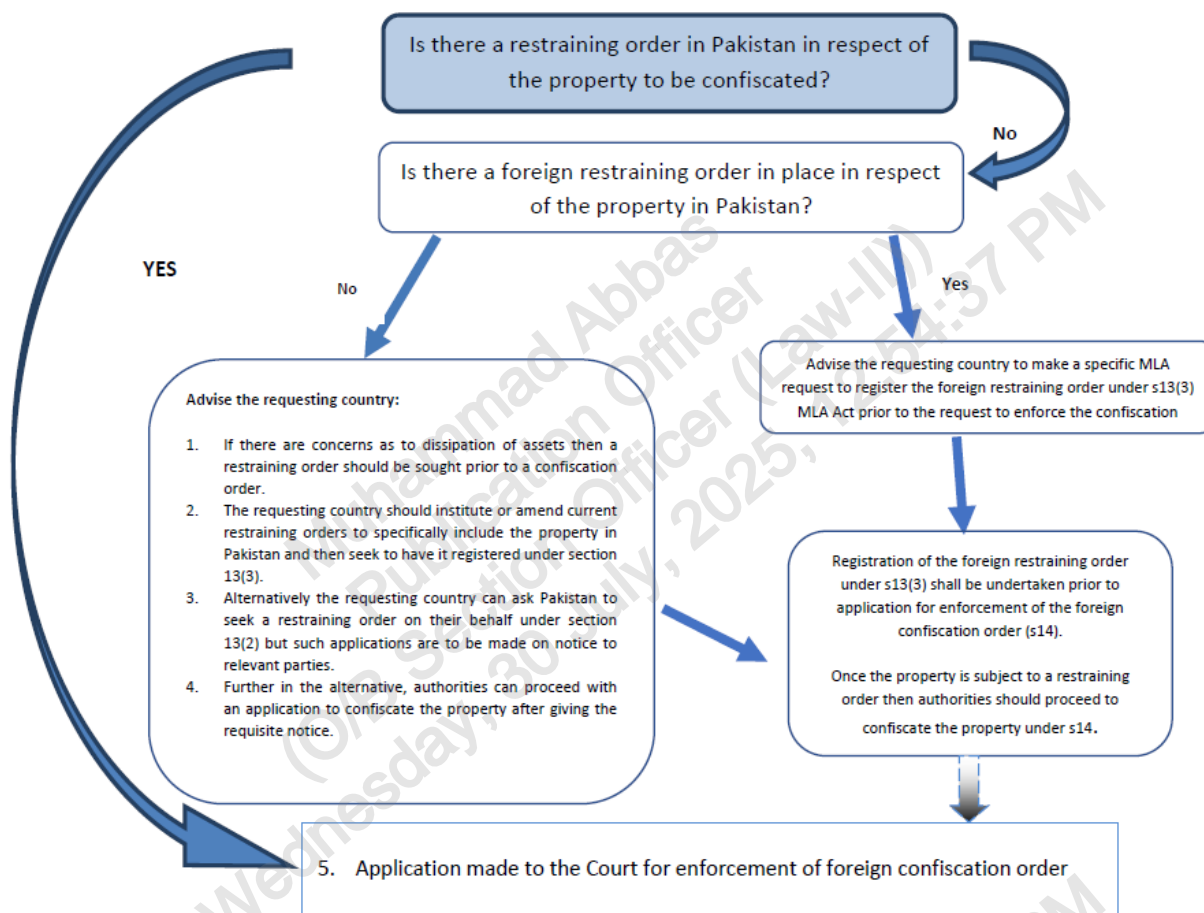 Is there a restraining order in Pakistan in respect of
the property to be confiscated?
No
Is there a foreign restraining order in place in respect
of the property in Pakistan?
YES
No
Yes
Advise the requesting country to make a specific MLA
request to register the foreign restraining order under s13(3)
MLA Act prior to the request to enforce the confiscation
Advise the requesting country:
1. If there are concerns as to dissipation of assets then a
restraining order should be sought prior to a confiscation
order.
2. The requesting country should institute or amend current
restraining orders to specifically include the property in
Pakistan and then seek to have it registered under section
13(3).
3. Alternatively the requesting country can ask Pakistan to
seek a restraining order on their behalf under section
13(2) but such applications are to be made on notice to
relevant parties.
4. Further in the alternative, authorities can proceed with
an application to confiscate the property after giving the
requisite notice.
Registration of the foreign restraining order
under s13(3) shall be undertaken prior to
application for enforcement of the foreign
confiscation order (s14).
Once the property is subject to a restraining
order then authorities should proceed to
confiscate the property under s14.
5. Application made to the Court for enforcement of foreign confiscation order
Muhammad Abbas
Publication Officer
(O/B Section Officer (Law-II))
Wednesday, 30 July, 2025, 12:54:37 PM
PM